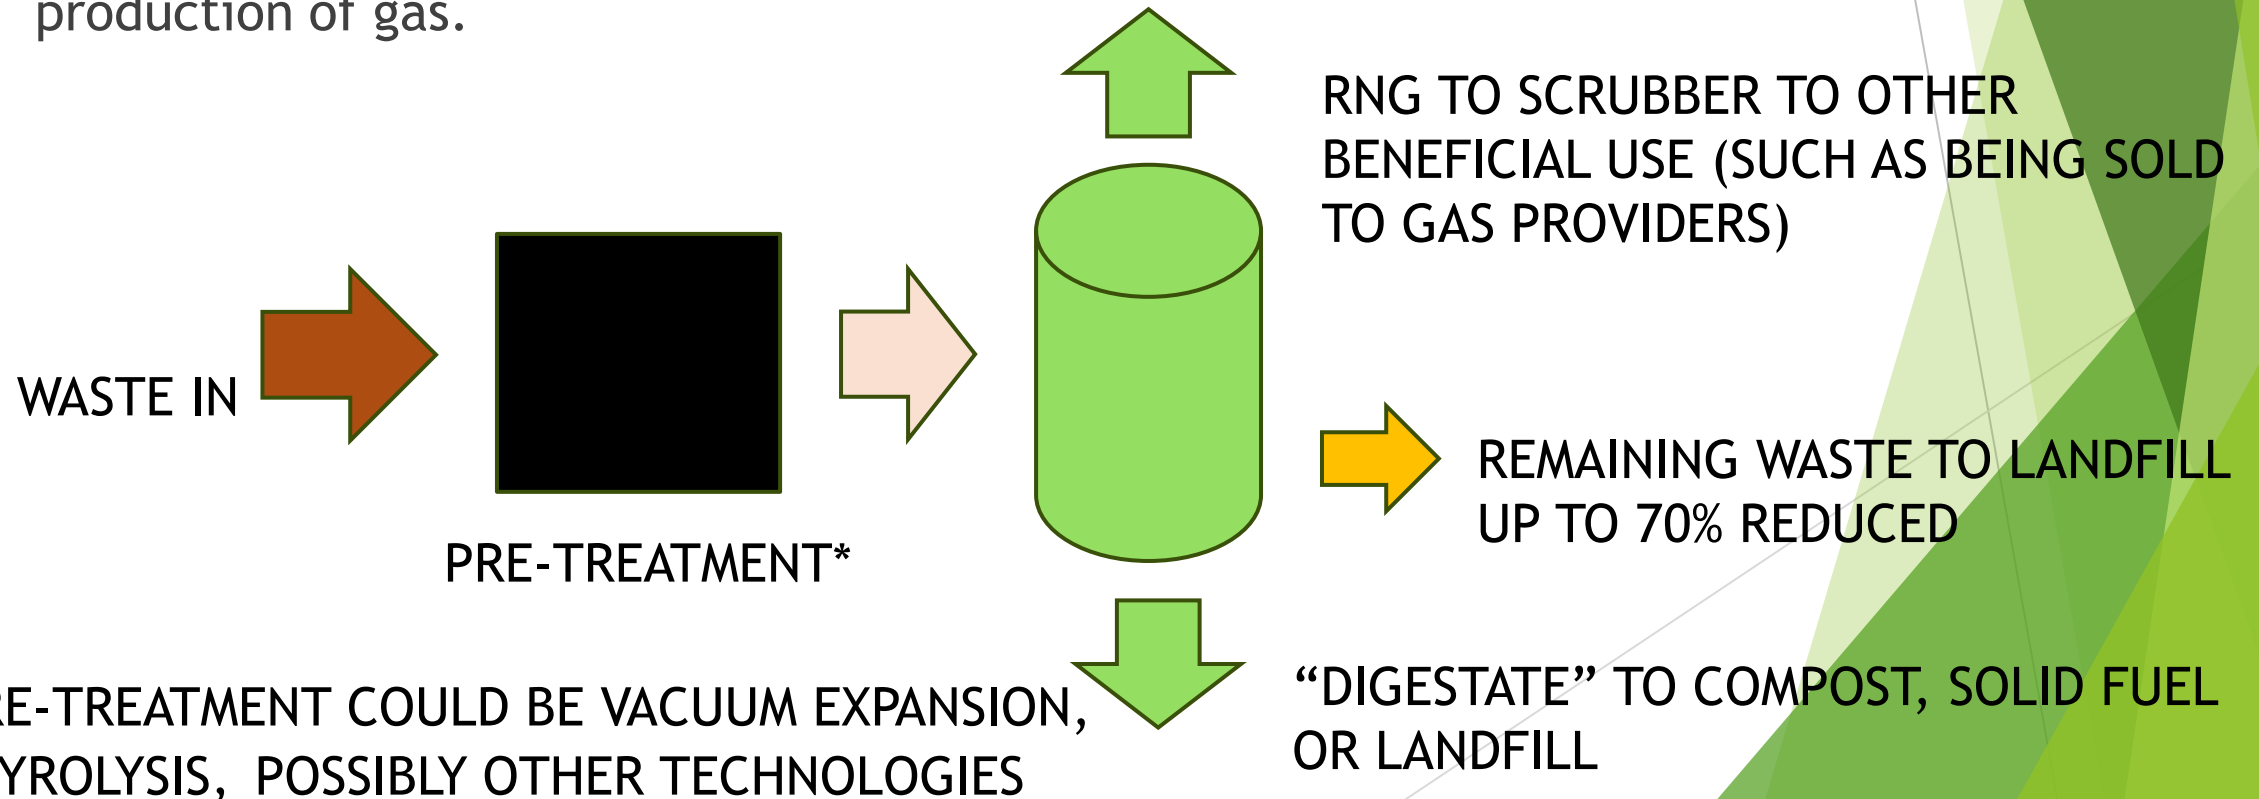 production of gas.
RNG TO SCRUBBER TO OTHER
BENEFICIAL USE (SUCH AS BEING SOLD
TO GAS PROVIDERS)
WASTE IN
REMAINING WASTE TO LANDFILL
UP TO 70% REDUCED
PRE-TREATMENT*
“DIGESTATE” TO COMPOST, SOLID FUEL
OR LANDFILL
RE-TREATMENT COULD BE VACUUM EXPANSION,
YROLYSIS, POSSIBLY OTHER TECHNOLOGIES